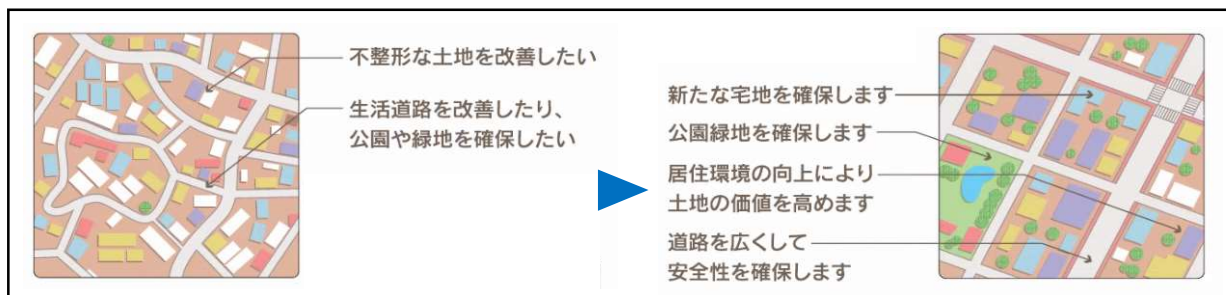 不整形な土地を改善したい
生活道路を改善したり、
公園や緑地を確保したい
新たな宅地を確保します
公園緑地を確保します
居住環境の向上により
土地の価値を高めます
道路を広くして
安全性を確保します